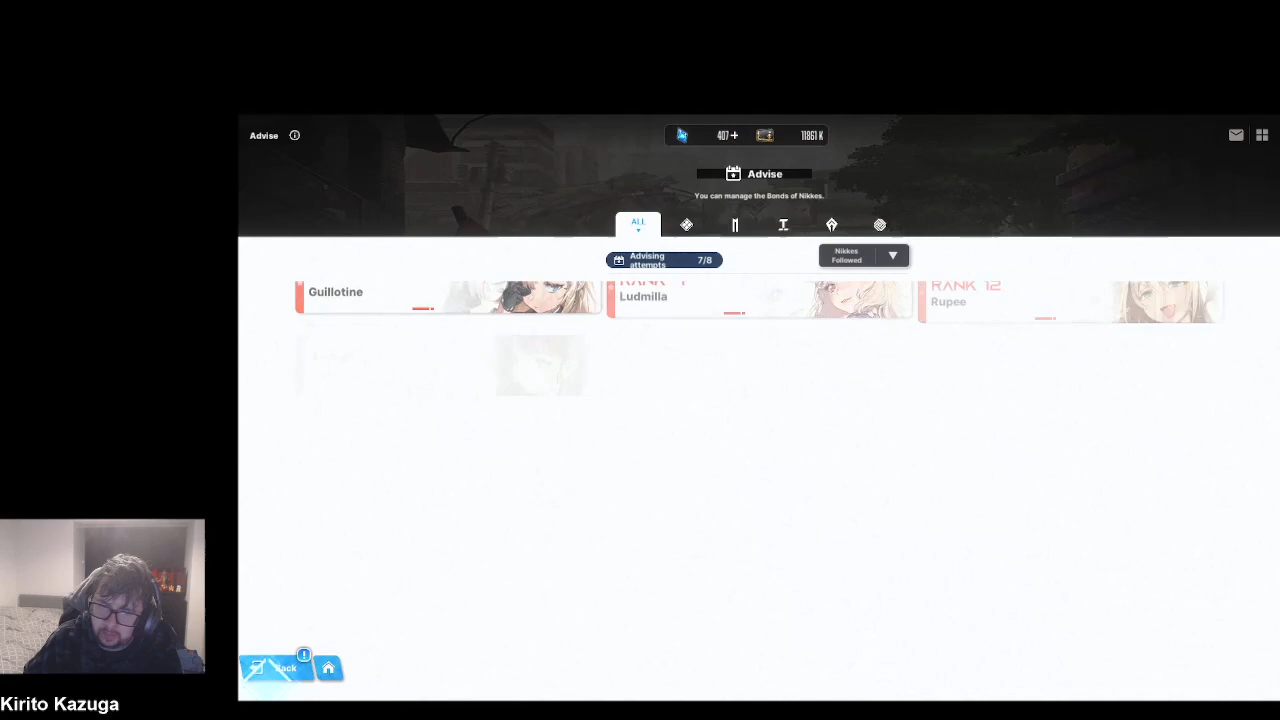 Advise
407+
11861 K
Advise
You can manage the Bonds of Nikkes.
ALL
Advising attempts
7/8
Nikkes
Followed
Guillotine
Ludmilla
RANK 12
Rupee
Back
Kirito Kazuga